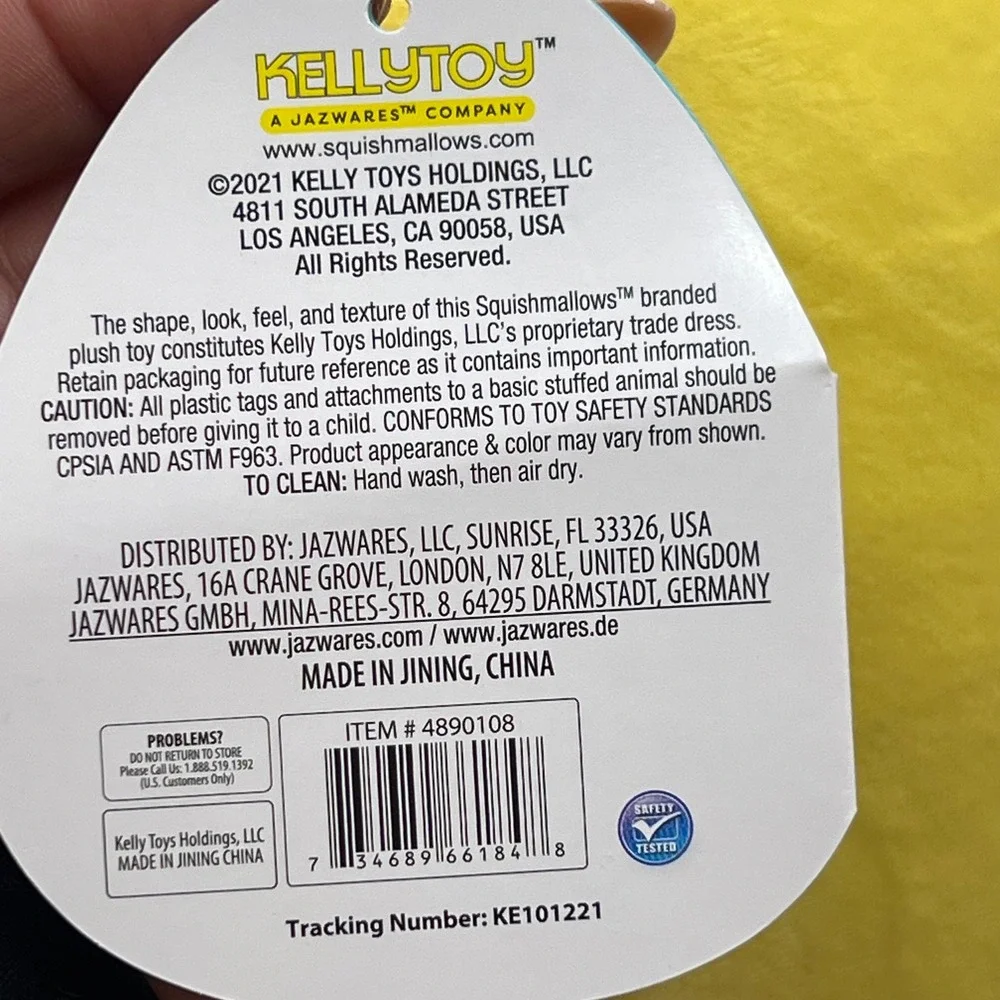 KELLYTOY™
A JAZWARES™ COMPANY
www.squishmallows.com
©2021 KELLY TOYS HOLDINGS, LLC
4811 SOUTH ALAMEDA STREET
LOS ANGELES, CA 90058, USA
All Rights Reserved.
The shape, look, feel, and texture of this Squishmallows™ branded
plush toy constitutes Kelly Toys Holdings, LLC's proprietary trade dress.
Retain packaging for future reference as it contains important information.
CAUTION: All plastic tags and attachments to a basic stuffed animal should be
removed before giving it to a child. CONFORMS TO TOY SAFETY STANDARDS
CPSIA AND ASTM F963. Product appearance & color may vary from shown.
TO CLEAN: Hand wash, then air dry.
DISTRIBUTED BY: JAZWARES, LLC, SUNRISE, FL 33326, USA
JAZWARES, 16A CRANE GROVE, LONDON, N7 8LE, UNITED KINGDOM
JAZWARES GMBH, MINA-REES-STR. 8, 64295 DARMSTADT, GERMANY
www.jazwares.com / www.jazwares.de
MADE IN JINING, CHINA
PROBLEMS?
DO NOT RETURN TO STORE
Please Call Us: 1.888.519.1392
(U.S. Customers Only)
Kelly Toys Holdings, LLC
MADE IN JINING CHINA
ITEM # 4890108
7 34689 66184 8
SAFETY
TESTED
Tracking Number: KE101221